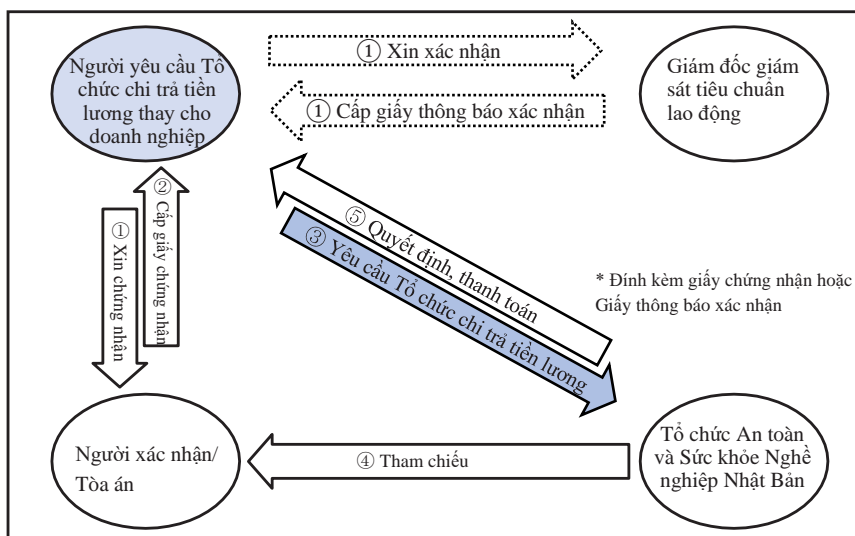 Người yêu cầu Tổ
chức chi trả tiền
lương thay cho
doanh nghiệp
① Xin xác nhận
① Cấp giấy thông báo xác nhận
Giám đốc giám
sát tiêu chuẩn
lao động
① Xin chứng nhận
② Cấp giấy chứng nhận
⑤ Quyết định, thanh toán
③ Yêu cầu Tổ chức chi trả tiền lương
* Đính kèm giấy chứng nhận hoặc
Giấy thông báo xác nhận
Người xác nhận/
Tòa án
④ Tham chiếu
Tổ chức An toàn
và Sức khỏe Nghề
nghiệp Nhật Bản